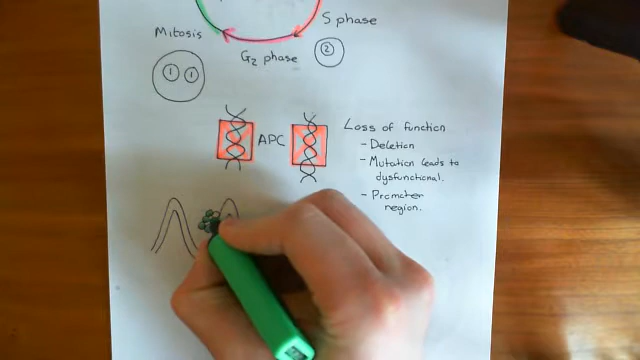 S phase
Mitosis
2
G2 phase
1 1
APC
Loss of function
- Deletion
- Mutation leads to
dysfunctional.
- Promoter
region.